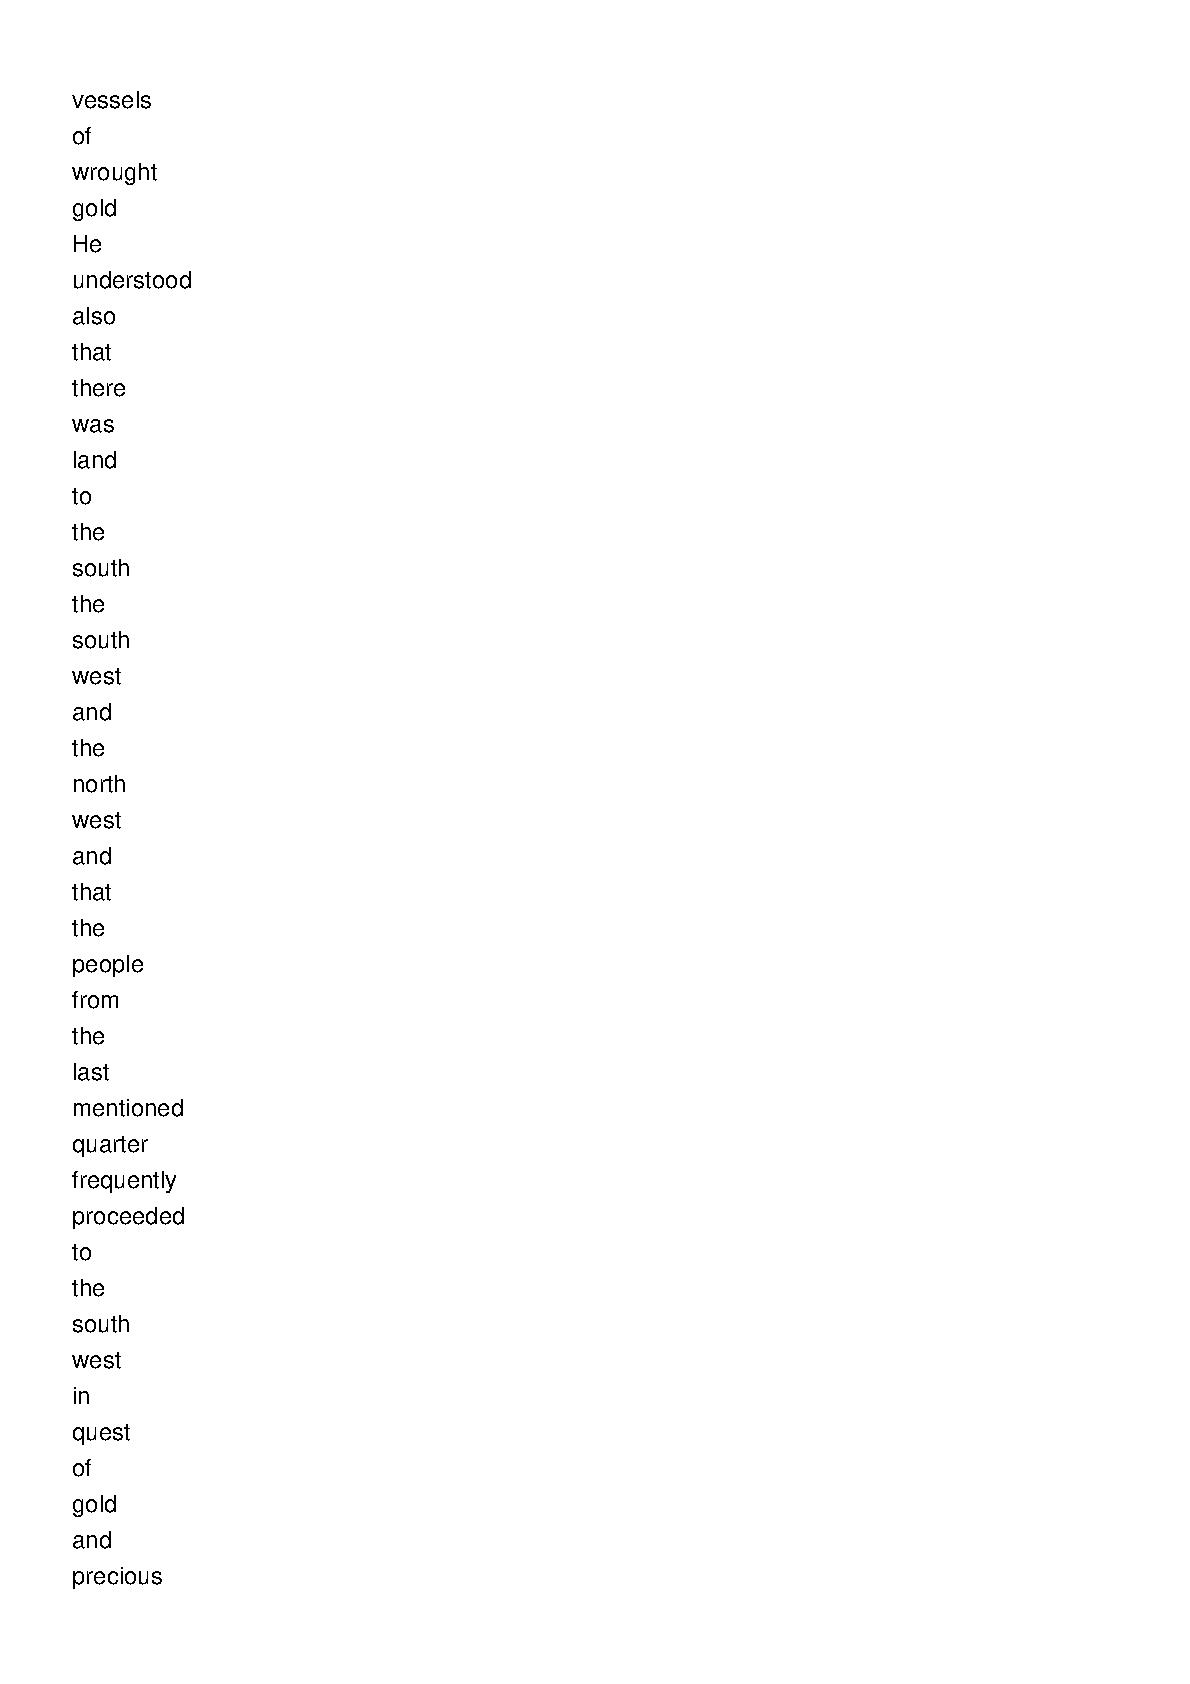 vessels
of
wrought
gold
He
understood
also
that
there
was
land
to
the
south
the
south
west
and
the
north
west
and
that
the
people
from
the
last
mentioned
quarter
frequently
proceeded
to
the
south
west
in
quest
of
gold
and
precious